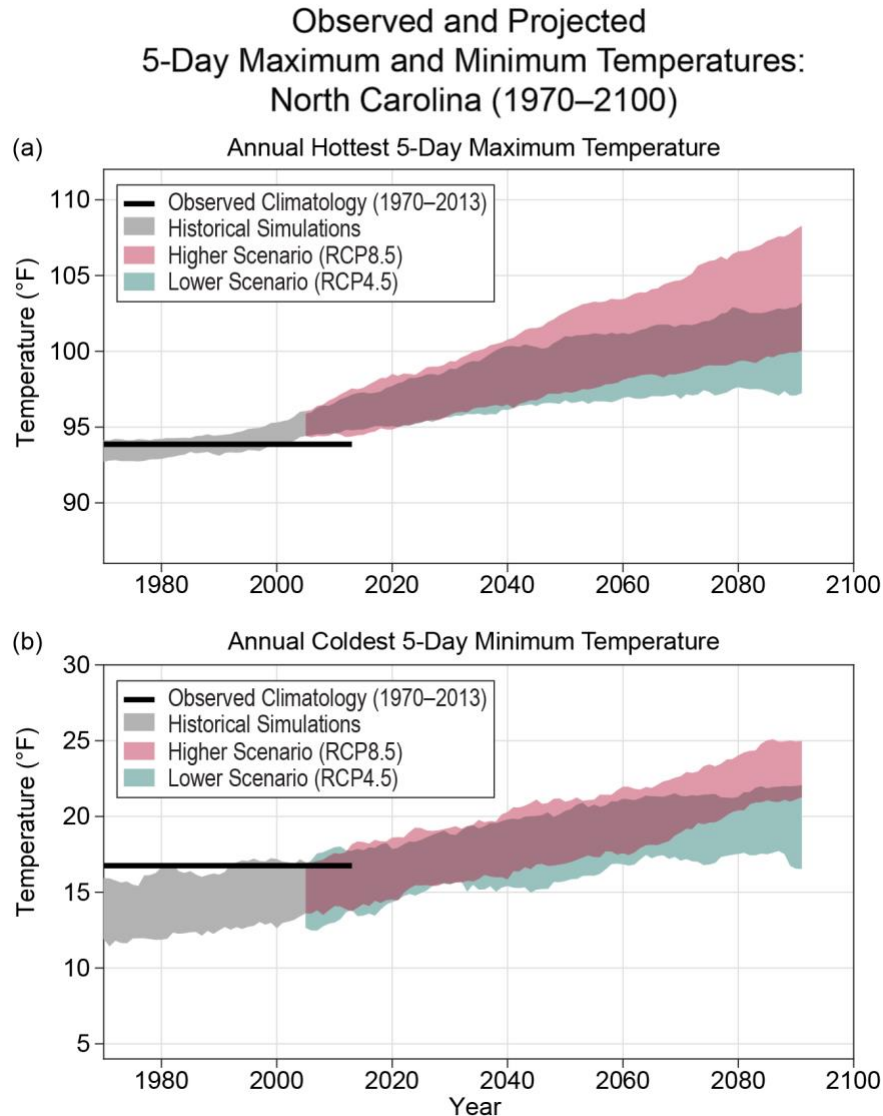 Observed and Projected
5-Day Maximum and Minimum Temperatures:
North Carolina (1970–2100)
(a)
Annual Hottest 5-Day Maximum Temperature
Observed Climatology (1970–2013)
Historical Simulations
Higher Scenario (RCP8.5)
Lower Scenario (RCP4.5)
Temperature (°F)
110
105
100
95
90
1980 2000 2020 2040 2060 2080 2100
(b)
Annual Coldest 5-Day Minimum Temperature
Observed Climatology (1970–2013)
Historical Simulations
Higher Scenario (RCP8.5)
Lower Scenario (RCP4.5)
Temperature (°F)
30
25
20
15
10
5
1980 2000 2020 2040 2060 2080 2100
Year